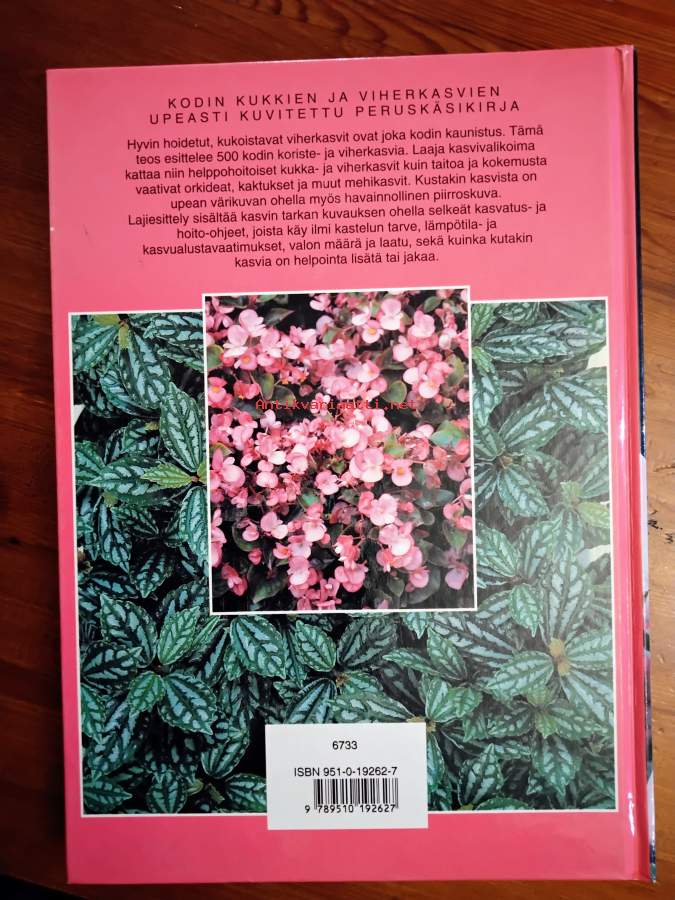 KODIN KUKKIEN JA VIHERKASVIEN
UPEASTI KUVITETTU PERUSKÄSIKIRJA
Hyvin hoidetut, kukoistavat viherkasvit ovat joka kodin kaunistus. Tämä
teos esittelee 500 kodin koriste- ja viherkasvia. Laaja kasvivalikoima
kattaa niin helppohoitoiset kukka- ja viherkasvit kuin taitoa ja kokemusta
vaativat orkideat, kaktukset ja muut mehikasvit. Kustakin kasvista on
upean värikuvan ohella myös havainnollinen piirroskuva.
Lajiesittely sisältää kasvin tarkan kuvauksen ohella selkeät kasvatus- ja
hoito-ohjeet, joista käy ilmi kastelun tarve, lämpötila- ja
kasvualustavaatimukset, valon määrä ja laatu, sekä kuinka kutakin
kasvia on helpointa lisätä tai jakaa.
Antikvariaatti.net
6733
ISBN 951-0-19262-7
9 789510 192627